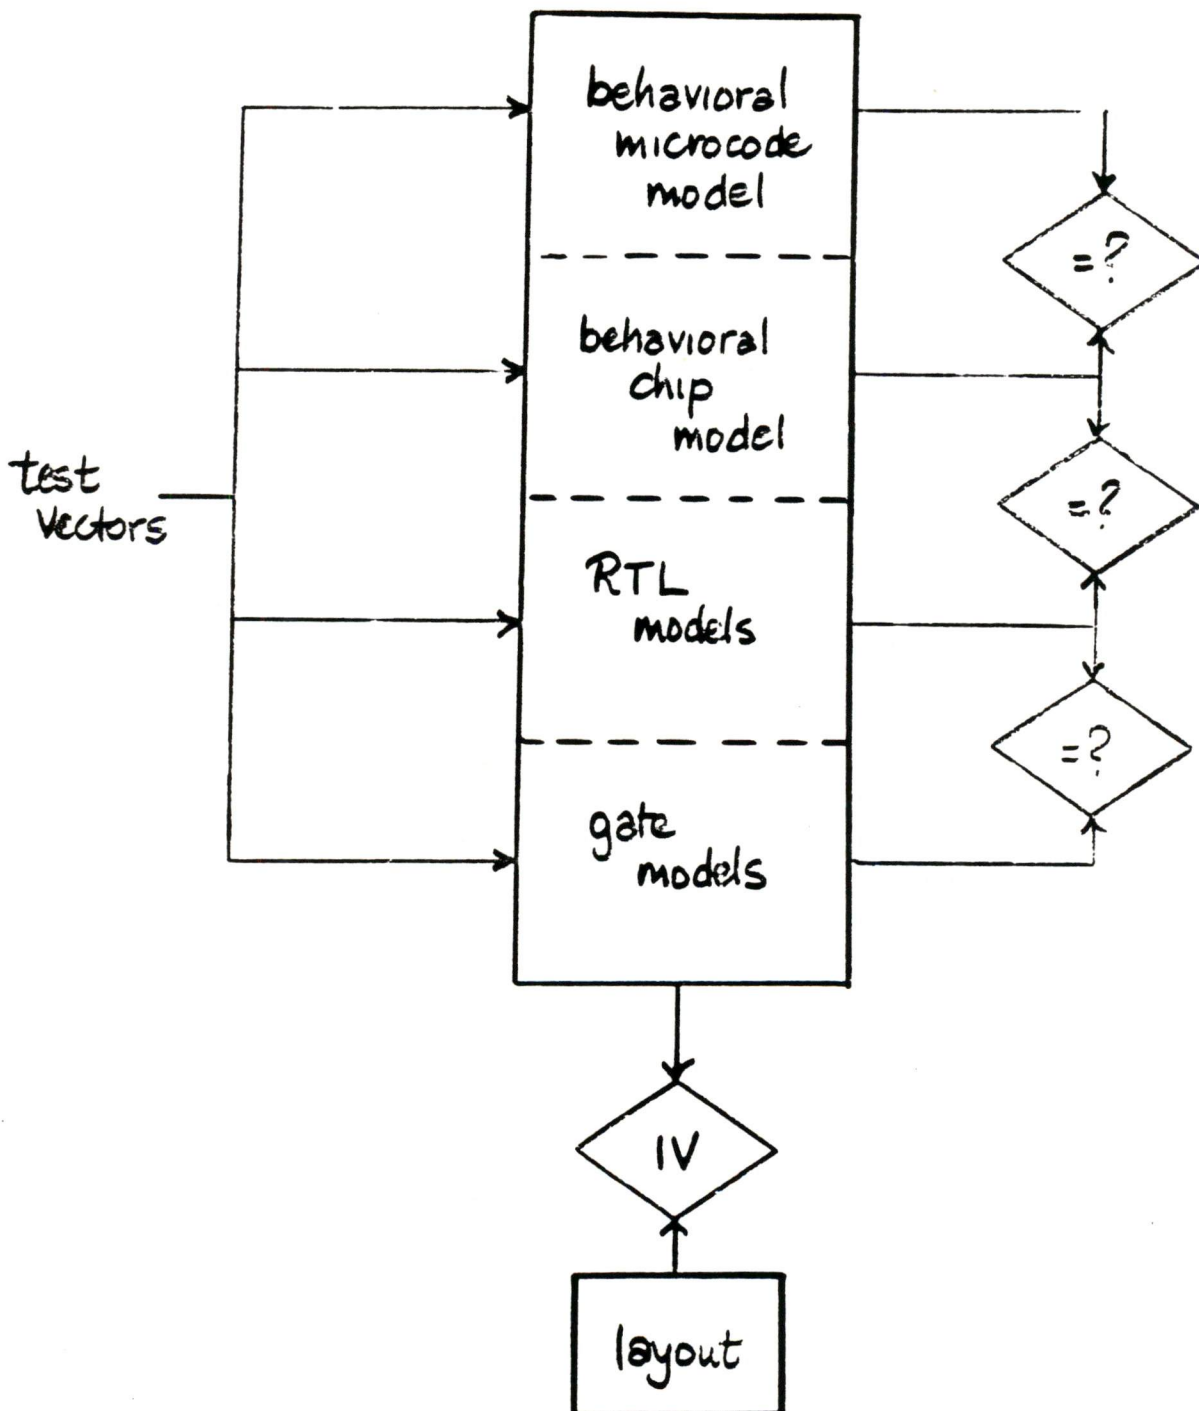 behavioral
microcode
model
=?
behavioral
chip
model
test
vectors
=?
RTL
models
=?
gate
models
IV
layout